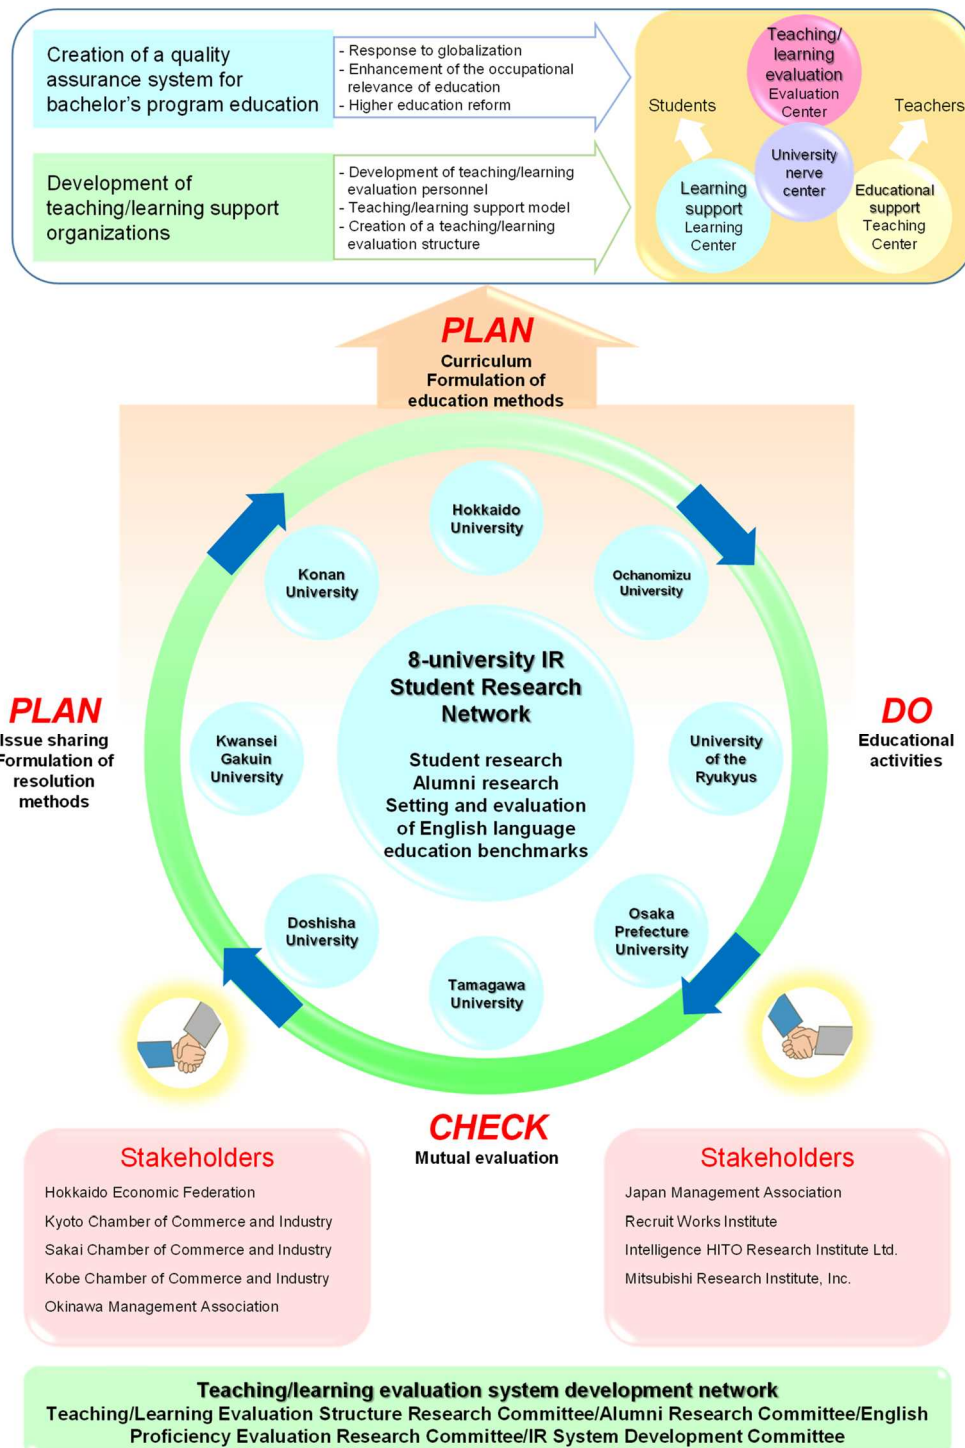 Creation of a quality
assurance system for
bachelor's program education
- Response to globalization
- Enhancement of the occupational
relevance of education
- Higher education reform
Development of
teaching/learning support
organizations
- Development of teaching/learning
evaluation personnel
- Teaching/learning support model
- Creation of a teaching/learning
evaluation structure
Teaching/
learning
evaluation
Evaluation
Center
Students
Teachers
University
nerve
center
Learning
support
Learning
Center
Educational
support
Teaching
Center
PLAN
Curriculum
Formulation of
education methods
Hokkaido
University
Konan
University
Ochanomizu
University
8-university IR
Student Research
Network
Student research
Alumni research
Setting and evaluation
of English language
education benchmarks
PLAN
Issue sharing
Formulation of
resolution
methods
Kwansei
Gakuin
University
University
of the
Ryukyus
DO
Educational
activities
Doshisha
University
Osaka
Prefecture
University
Tamagawa
University
CHECK
Mutual evaluation
Stakeholders
Hokkaido Economic Federation
Kyoto Chamber of Commerce and Industry
Sakai Chamber of Commerce and Industry
Kobe Chamber of Commerce and Industry
Okinawa Management Association
Stakeholders
Japan Management Association
Recruit Works Institute
Intelligence HITO Research Institute Ltd.
Mitsubishi Research Institute, Inc.
Teaching/learning evaluation system development network
Teaching/Learning Evaluation Structure Research Committee/Alumni Research Committee/English
Proficiency Evaluation Research Committee/IR System Development Committee